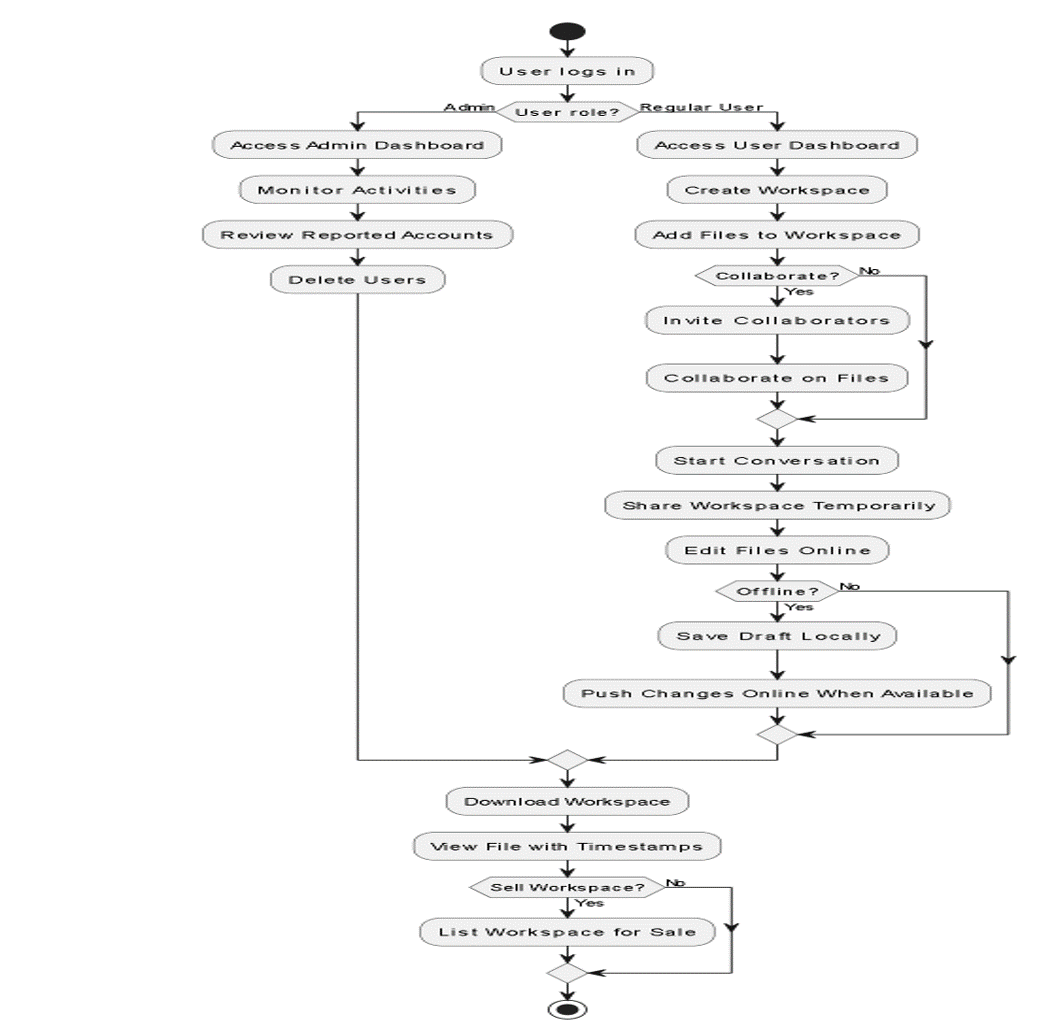 User logs in
Admin
User role?
Regular User
Access Admin Dashboard
Access User Dashboard
Monitor Activities
Create Workspace
Review Reported Accounts
Add Files to Workspace
Delete Users
Collaborate?
No
Yes
Invite Collaborators
Collaborate on Files
Start Conversation
Share Workspace Temporarily
Edit Files Online
Offline?
No
Yes
Save Draft Locally
Push Changes Online When Available
Download Workspace
View File with Timestamps
Sell Workspace?
No
Yes
List Workspace for Sale